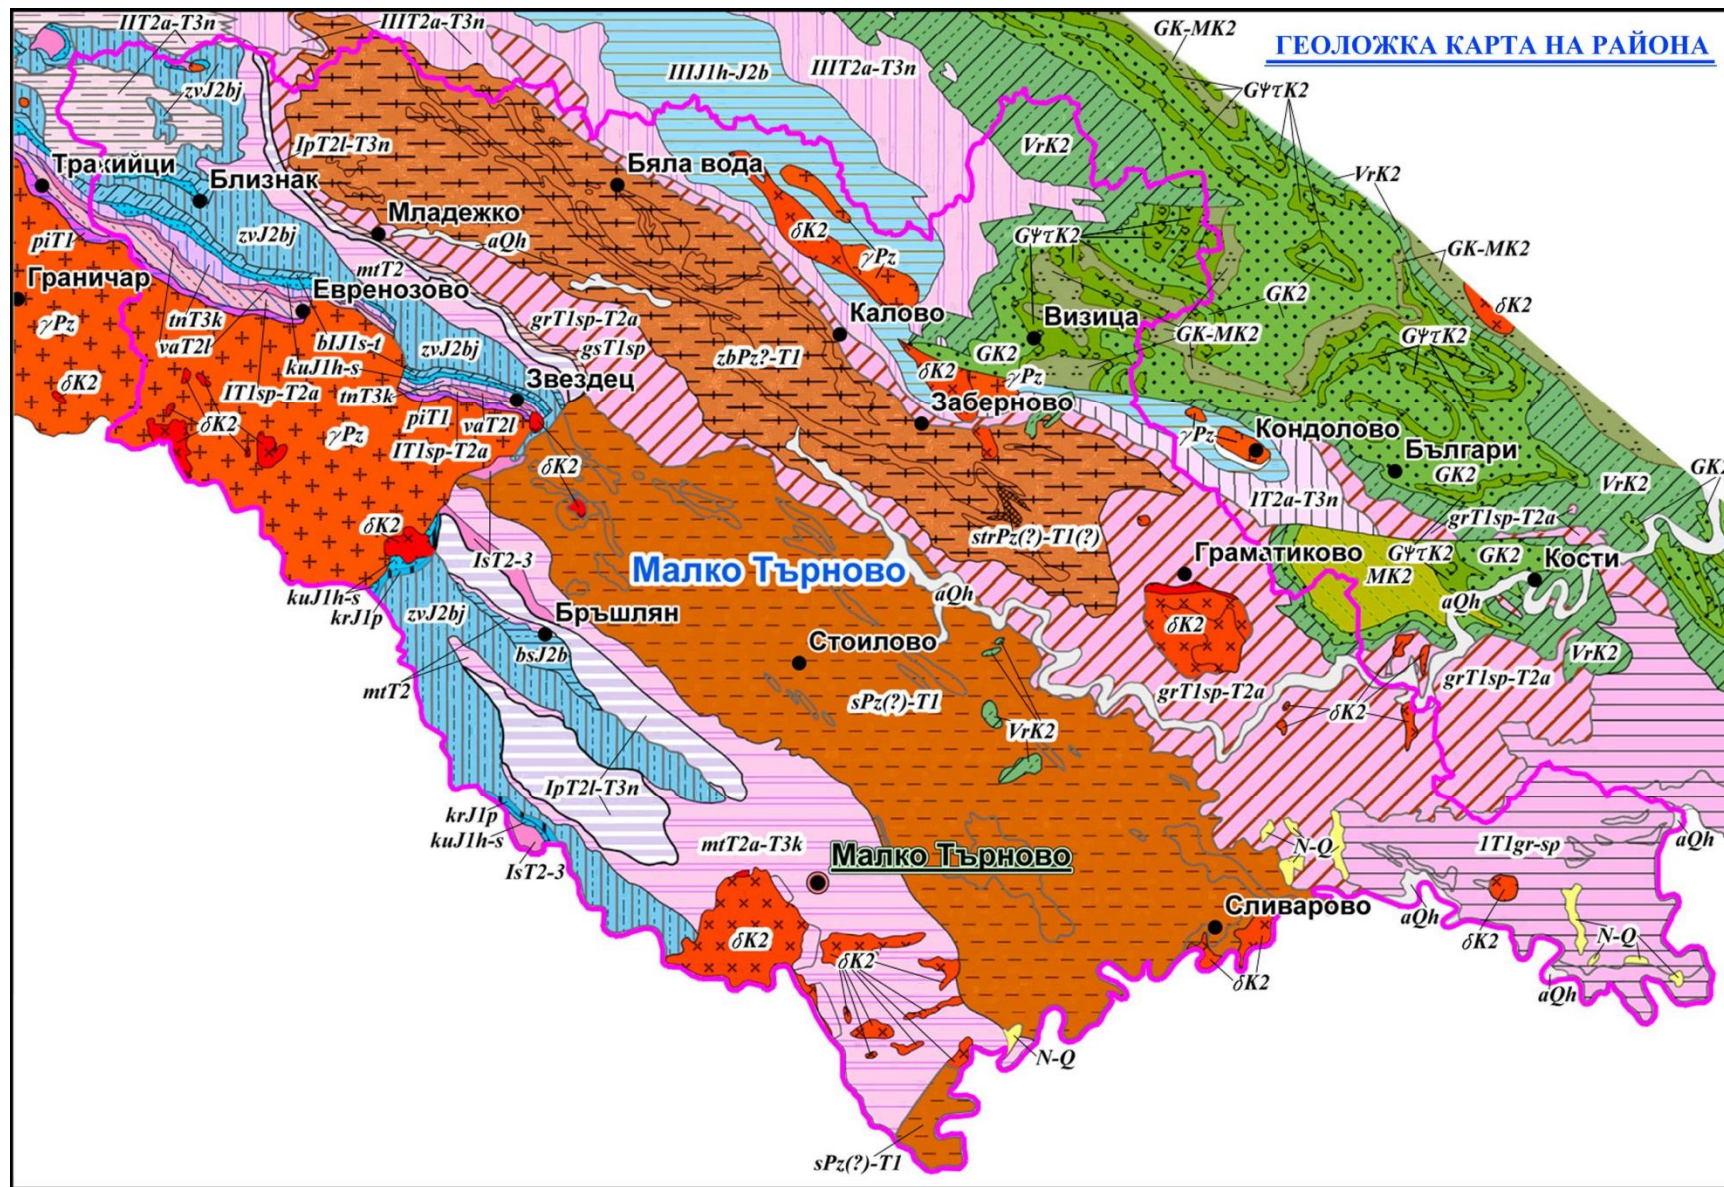 ГЕОЛОЖКА КАРТА НА РАЙОНА
IIT2a-T3n
IIIT2a-T3n
GK-MK2
IIIJ1h-J2b
IIIT2a-T3n
GΨτK2
zvJ2bj
IpT2l-T3n
VrK2
VrK2
Тракийци
Близнак
Бяла вода
Младежко
aQh
δK2
γPz
GΨτK2
GK-MK2
piT1
zvJ2bj
mtT2
Граничар
Евренозово
γPz
tnT3k
vaT2l
bIJ1s-t
kuJ1h-s
zvJ2bj
grT1sp-T2a
gsT1sp
zbPz?-T1
Калово
Визица
GK2
GK-MK2
GK2
δK2
GΨτK2
δK2
IT1sp-T2a
tnT3k
Звездец
δK2
γPz
Заберново
δK2
γPz
piT1
vaT2l
IT1sp-T2a
δK2
γPz
Кондолово
Българи
GK2
VrK2
GK2
IT2a-T3n
grT1sp-T2a
δK2
IsT2-3
strPz(?)-T1(?)
Малко Търново
Граматиково
GΨτK2
GK2
Кости
MK2
aQh
aQh
kuJ1h-s
krJ1p
zvJ2bj
Бръшлян
bsJ2b
Стоилово
δK2
mtT2
sPz(?)-T1
VrK2
grT1sp-T2a
δK2
grT1sp-T2a
VrK2
IpT2l-T3n
krJ1p
kuJ1h-s
IsT2-3
mtT2a-T3k
Малко Търново
N-Q
1T1gr-sp
aQh
Сливарово
aQh
δK2
N-Q
δK2
δK2
δK2
aQh
N-Q
sPz(?)-T1